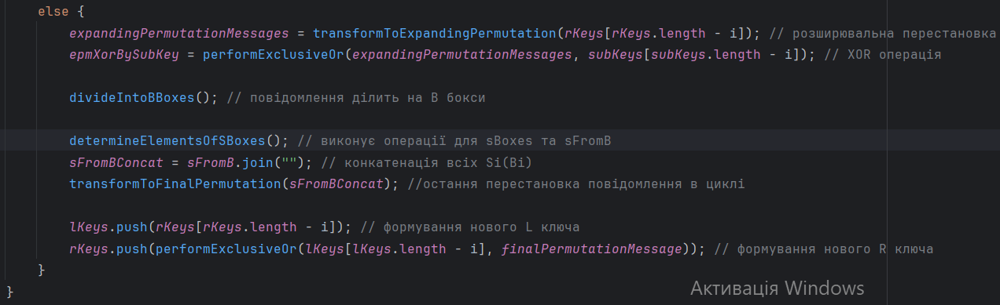 else {
expandingPermutationMessages = transformToExpandingPermutation(rKeys[rKeys.length - i]); // розширювальна перестановка
epmXorBySubKey = performExclusiveOr(expandingPermutationMessages, subKeys[subKeys.length - i]); // XOR операція
divideIntoBBoxes(); // повідомлення ділить на B бокси
determineElementsOfSBoxes(); // виконує операції для sBoxes та sFromB
sFromBConcat = sFromB.join(""); // конкатенація всіх Si(Bi)
transformToFinalPermutation(sFromBConcat); //остання перестановка повідомлення в циклі
lKeys.push(rKeys[rKeys.length - i]); // формування нового L ключа
rKeys.push(performExclusiveOr(lKeys[lKeys.length - i], finalPermutationMessage)); // формування нового R ключа
}
}
Активація Windows